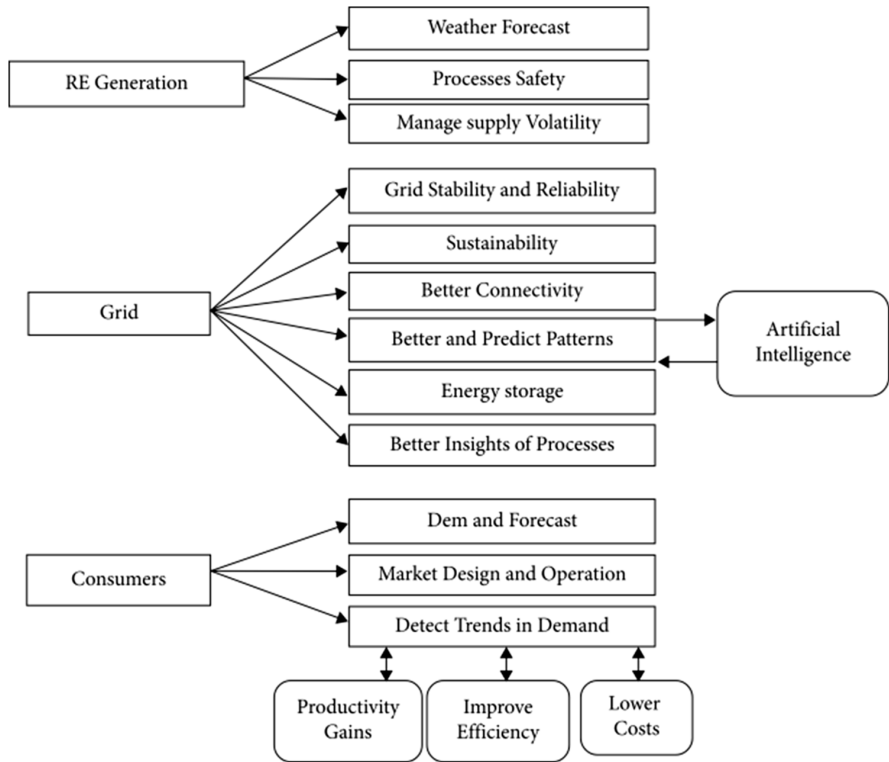 Weather Forecast
RE Generation
Processes Safety
Manage supply Volatility
Grid Stability and Reliability
Sustainability
Better Connectivity
Grid
Better and Predict Patterns
Artificial
Intelligence
Energy storage
Better Insights of Processes
Dem and Forecast
Consumers
Market Design and Operation
Detect Trends in Demand
Productivity
Gains
Improve
Efficiency
Lower
Costs